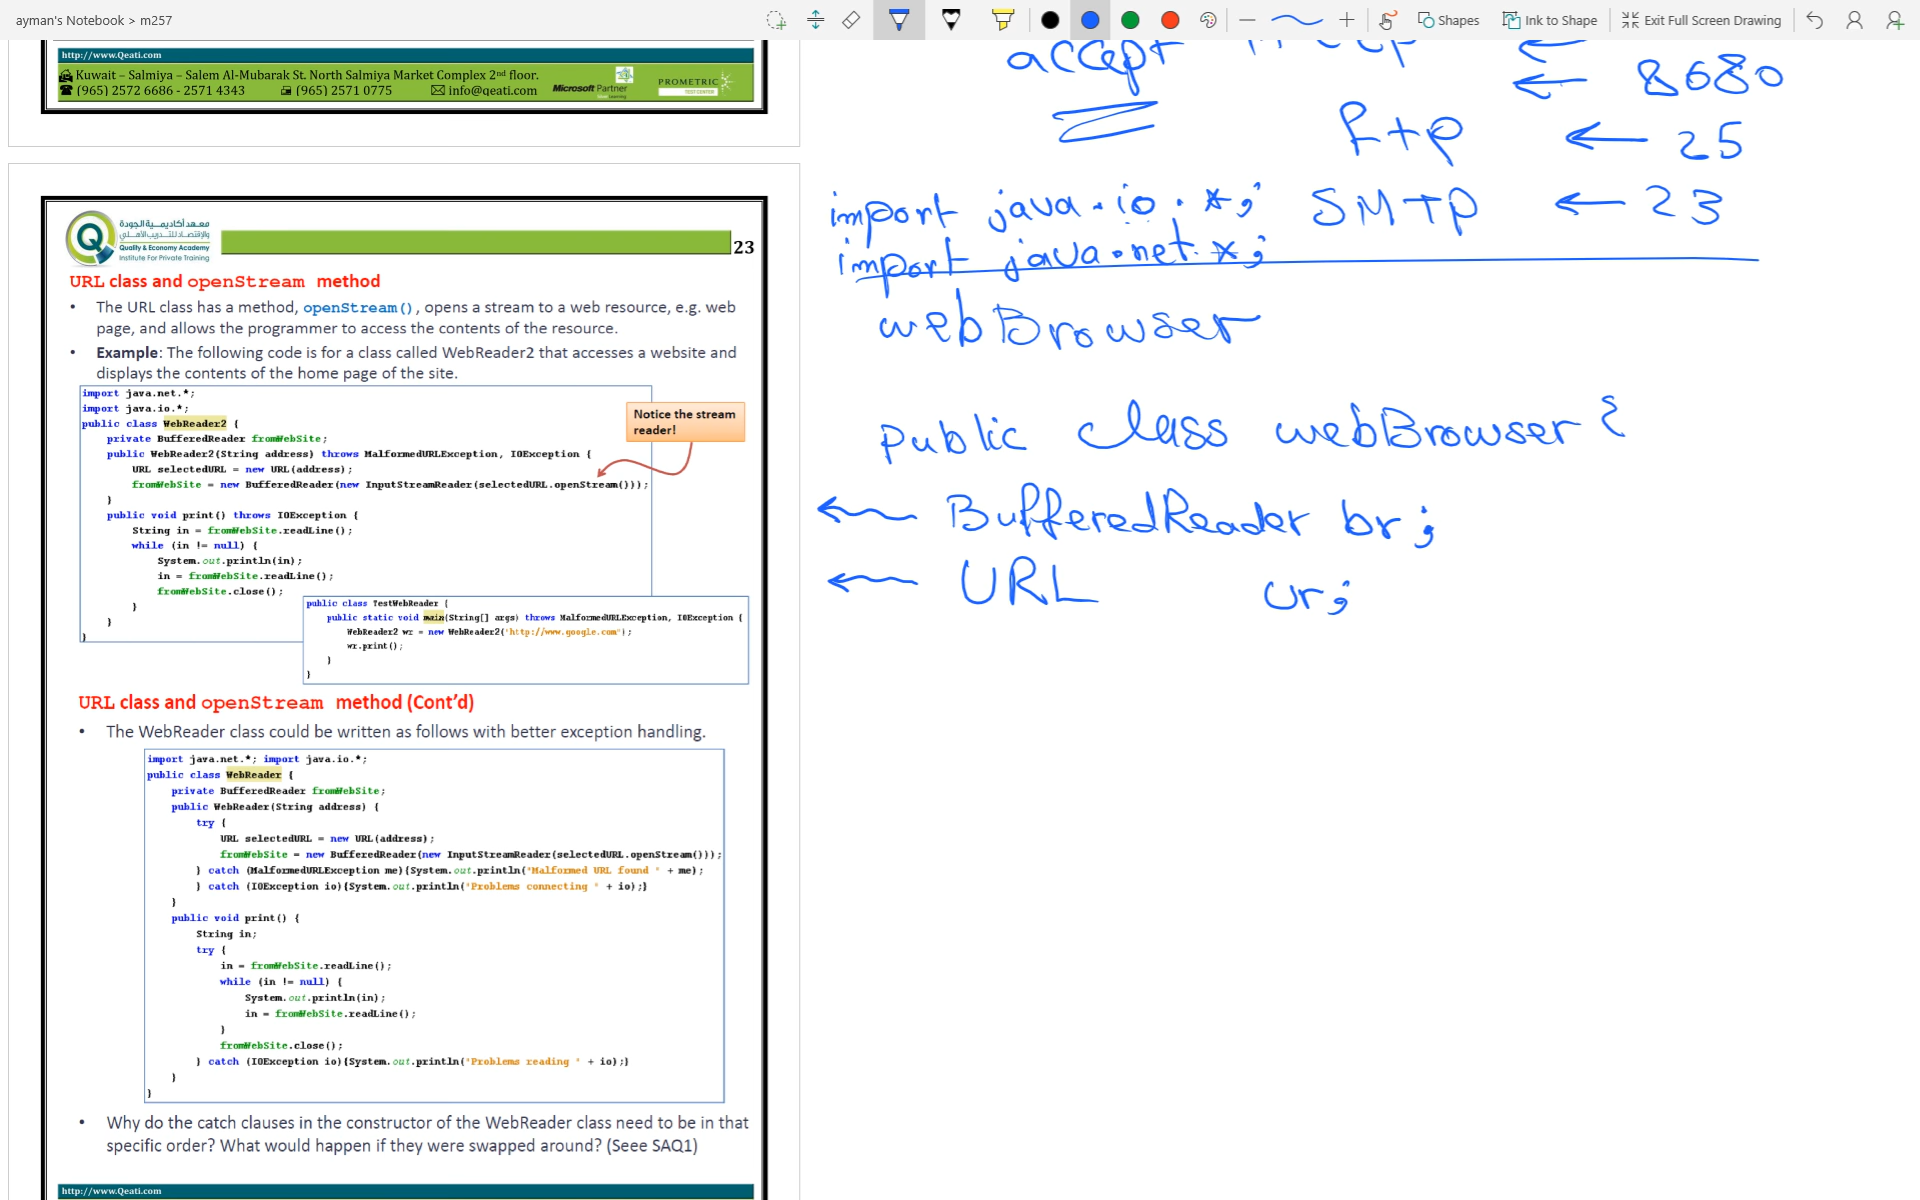 ayman's Notebook > m257
Shapes
Ink to Shape
Exit Full Screen Drawing
http://www.Qeati.com
Kuwait – Salmiya – Salem Al-Mubarak St. North Salmiya Market Complex 2nd floor.
(965) 2572 6686 - 2571 4343 (965) 2571 0775 info@qeati.com
Microsoft Partner
PROMETRIC
TEST CENTER
معهد أكاديمية الجودة
والاقتصاد للتدريب الأهلي
Quality & Economy Academy
Institute For Private Training
23
URL class and openStream method
• The URL class has a method, openStream(), opens a stream to a web resource, e.g. web
page, and allows the programmer to access the contents of the resource.
• Example: The following code is for a class called WebReader2 that accesses a website and
displays the contents of the home page of the site.
import java.net.*;
import java.io.*;
public class WebReader2 {
private BufferedReader fromWebSite;
public WebReader2(String address) throws MalformedURLException, IOException {
URL selectedURL = new URL(address);
fromWebSite = new BufferedReader(new InputStreamReader(selectedURL.openStream()));
}
public void print() throws IOException {
String in = fromWebSite.readLine();
while (in != null) {
System.out.println(in);
in = fromWebSite.readLine();
fromWebSite.close();
}
}
}
Notice the stream
reader!
public class TestWebReader {
public static void main(String[] args) throws MalformedURLException, IOException {
WebReader2 wr = new WebReader2("http://www.google.com");
wr.print();
}
}
URL class and openStream method (Cont'd)
• The WebReader class could be written as follows with better exception handling.
import java.net.*; import java.io.*;
public class WebReader {
private BufferedReader fromWebSite;
public WebReader(String address) {
try {
URL selectedURL = new URL(address);
fromWebSite = new BufferedReader(new InputStreamReader(selectedURL.openStream()));
} catch (MalformedURLException me){System.out.println("Malformed URL found " + me);
} catch (IOException io){System.out.println("Problems connecting " + io);}
}
public void print() {
String in;
try {
in = fromWebSite.readLine();
while (in != null) {
System.out.println(in);
in = fromWebSite.readLine();
}
fromWebSite.close();
} catch (IOException io){System.out.println("Problems reading " + io);}
}
}
• Why do the catch clauses in the constructor of the WebReader class need to be in that
specific order? What would happen if they were swapped around? (Seee SAQ1)
http://www.Qeati.com
accept
← 8680
Ftp ← 25
import java.io.*; SMTP ← 23
import java.net.*;
webBrowser
public class webBrowser {
← BufferedReader br;
← URL ur;